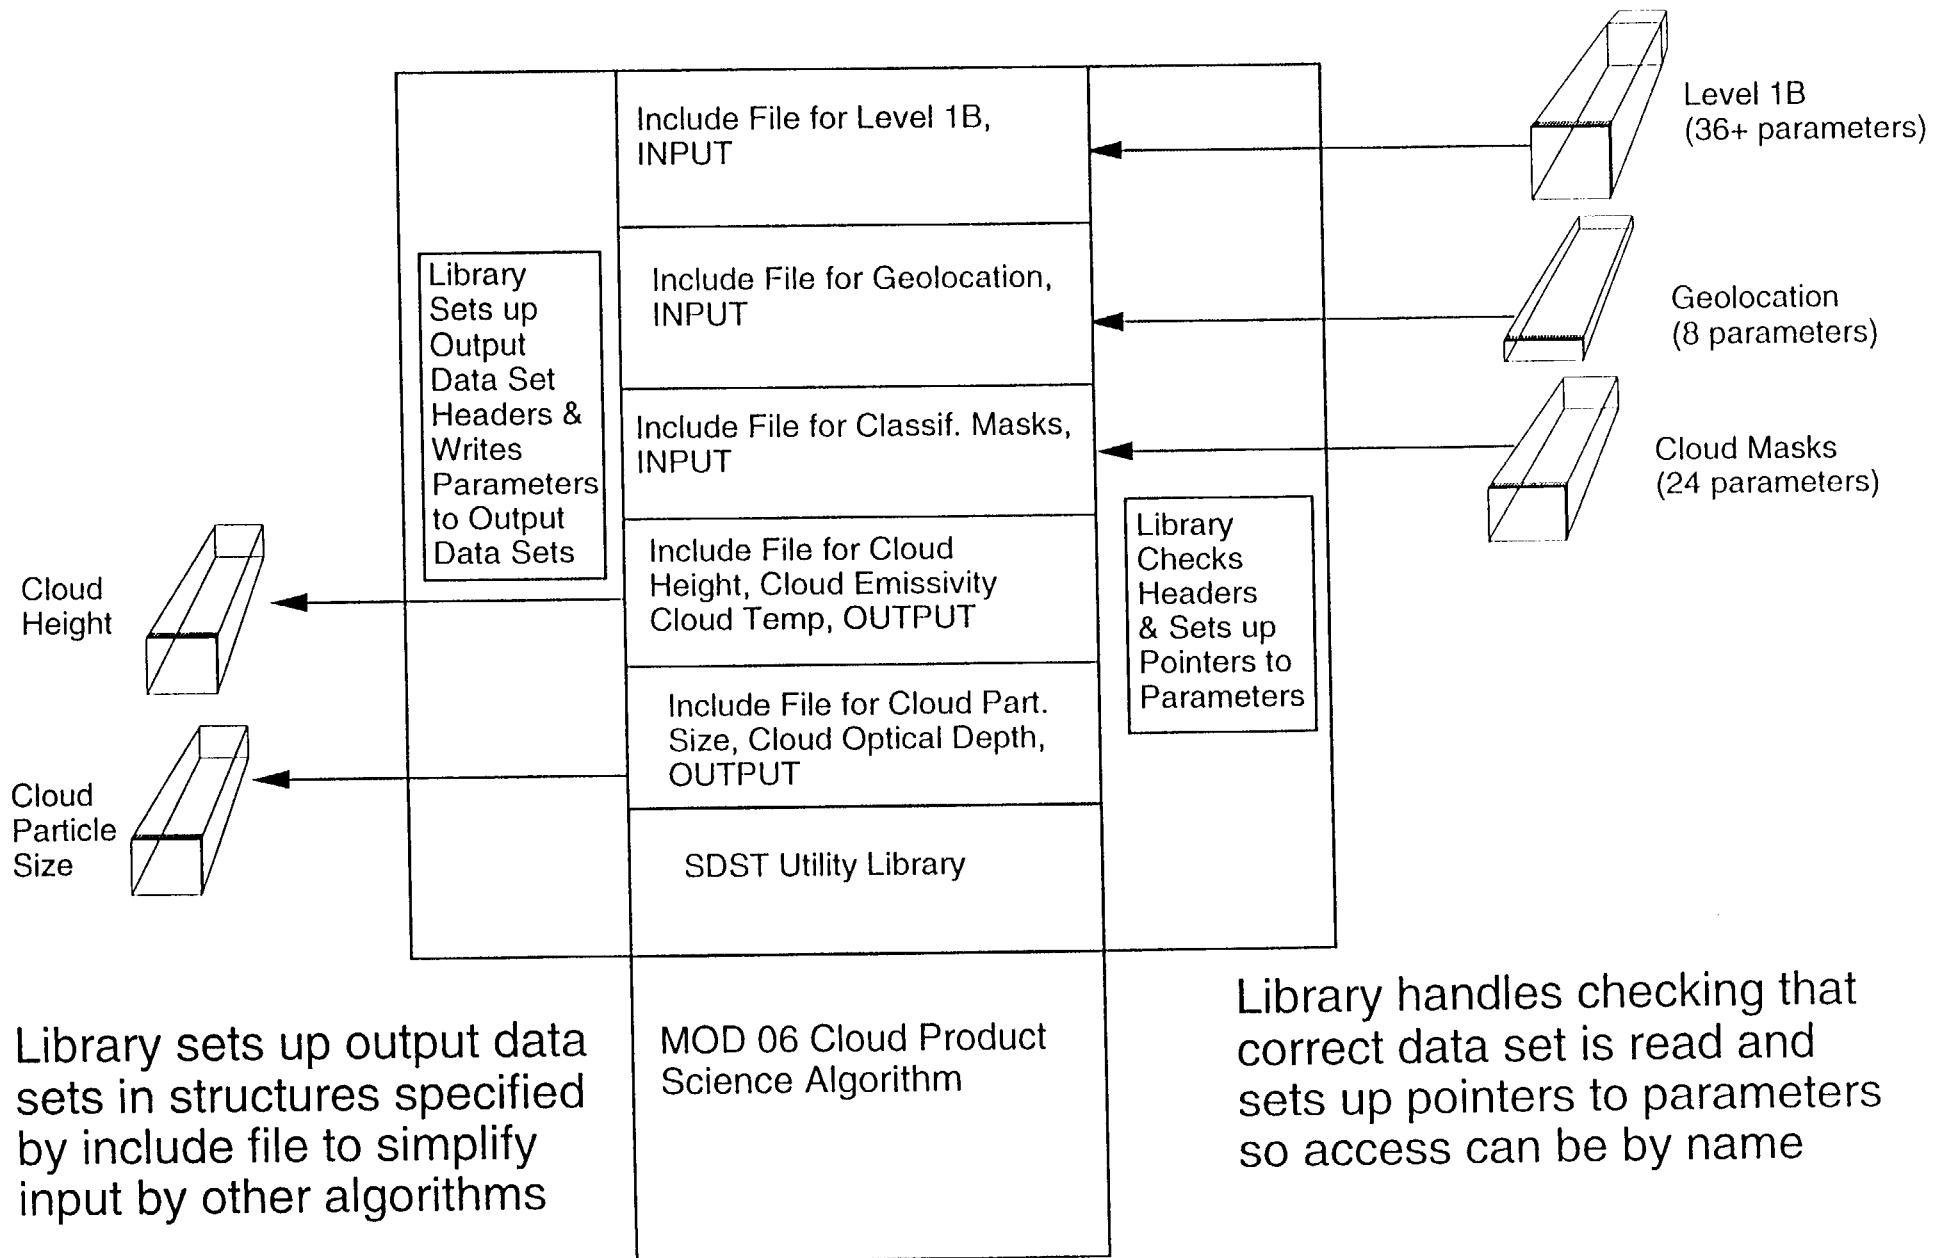 Include File for Level 1B,
INPUT
Level 1B
(36+ parameters)
Library
Sets up
Output
Data Set
Headers &
Writes
Parameters
to Output
Data Sets
Include File for Geolocation,
INPUT
Geolocation
(8 parameters)
Include File for Classif. Masks,
INPUT
Cloud Masks
(24 parameters)
Include File for Cloud
Height, Cloud Emissivity
Cloud Temp, OUTPUT
Library
Checks
Headers
& Sets up
Pointers to
Parameters
Cloud
Height
Include File for Cloud Part.
Size, Cloud Optical Depth,
OUTPUT
Cloud
Particle
Size
SDST Utility Library
MOD 06 Cloud Product
Science Algorithm
Library sets up output data
sets in structures specified
by include file to simplify
input by other algorithms
Library handles checking that
correct data set is read and
sets up pointers to parameters
so access can be by name